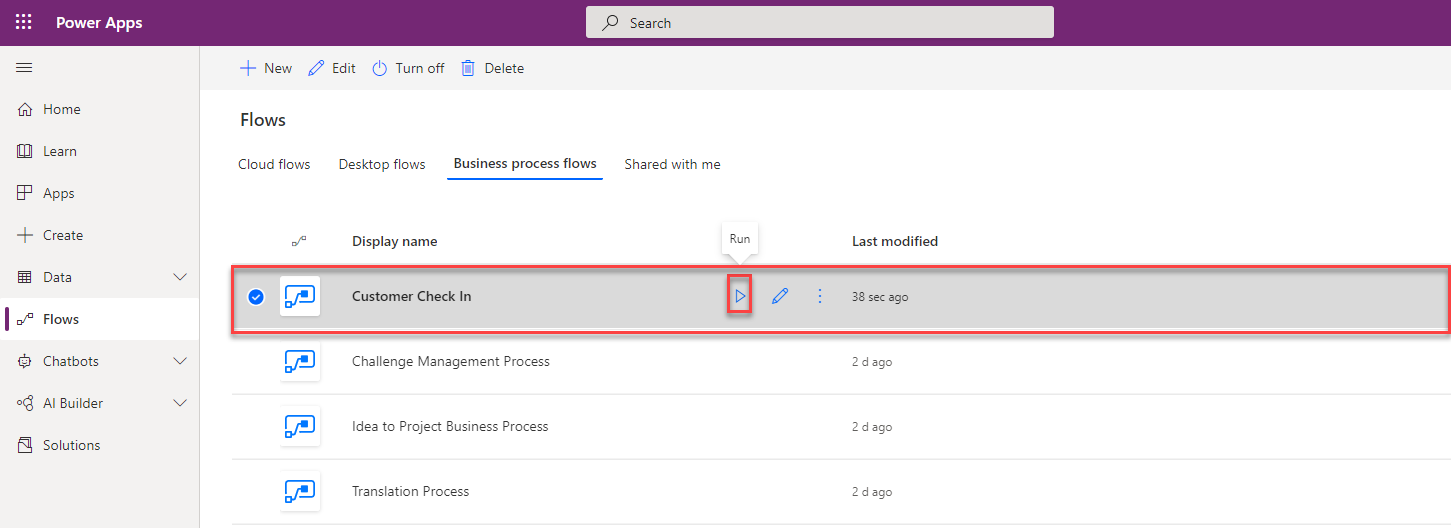 Power Apps
Search
New Edit Turn off Delete
Home
Learn
Apps
Create
Data
Flows
Chatbots
AI Builder
Solutions
Flows
Cloud flows Desktop flows Business process flows Shared with me
Display name Run Last modified
Customer Check In 38 sec ago
Challenge Management Process 2 d ago
Idea to Project Business Process 2 d ago
Translation Process 2 d ago